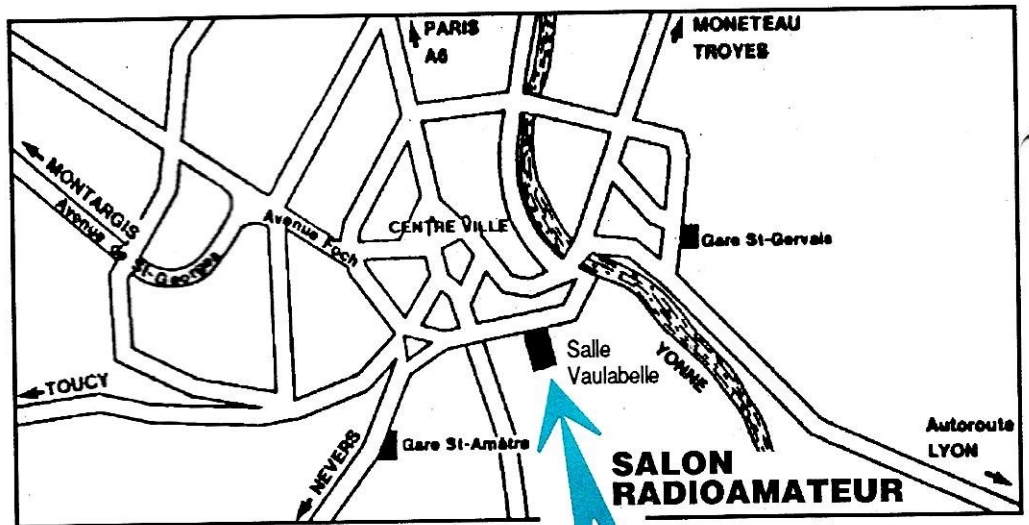 PARIS
A6
MONETEAU
TROYES
MONTARGIS
Avenue de St-Georges
Avenue Foch
CENTRE VILLE
Gare St-Gervais
Salle
Vaulabelle
YONNE
TOUCY
Gare St-Amâtre
NEVERS
Autoroute
LYON
SALON
RADIOAMATEUR